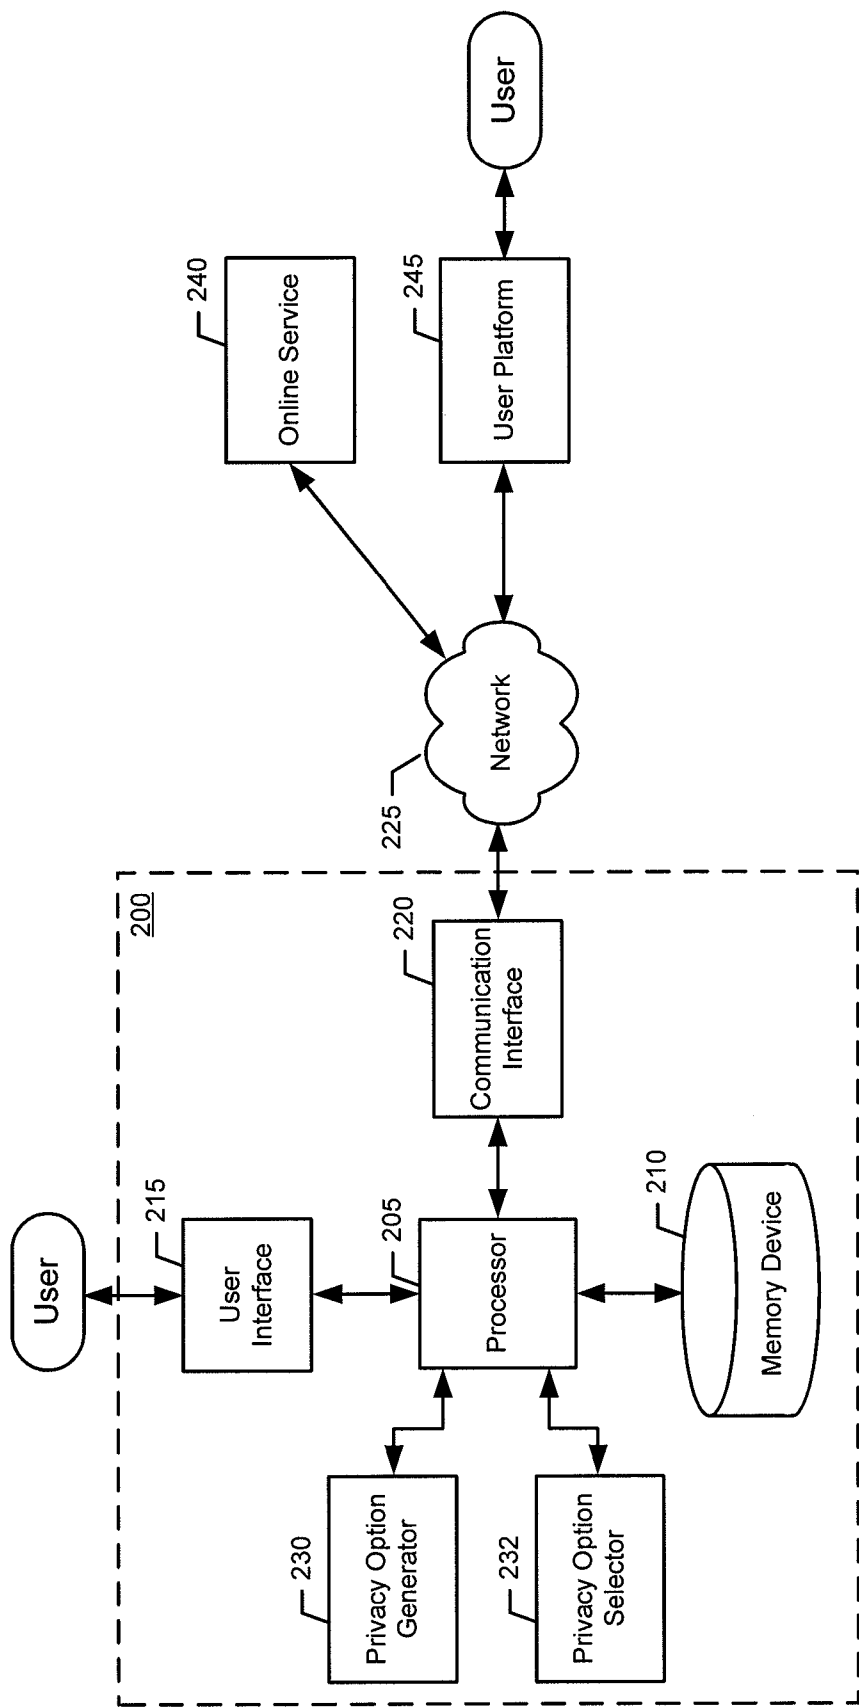 User
200
215
User
Interface
230
Privacy Option
Generator
205
Processor
220
Communication
Interface
225
Network
240
Online Service
245
User Platform
User
232
Privacy Option
Selector
210
Memory Device